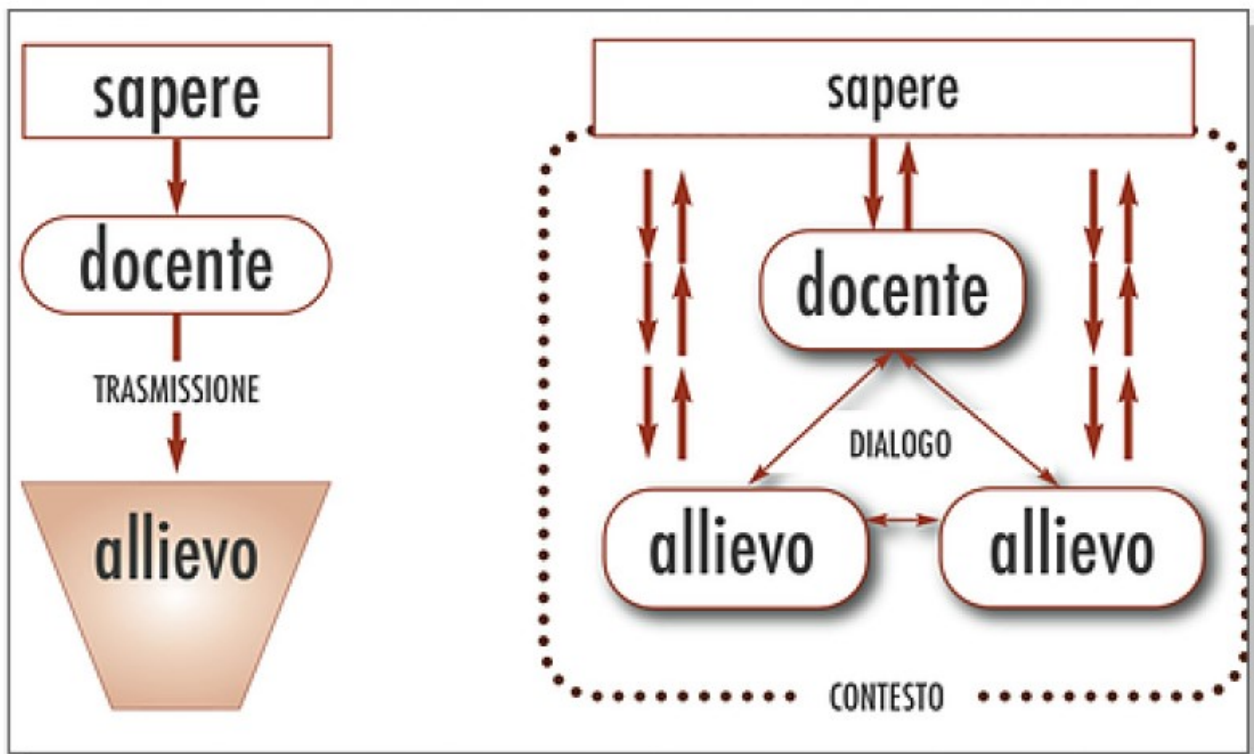 sapere
docente
TRASMISSIONE
allievo
sapere
docente
DIALOGO
allievo
allievo
CONTESTO